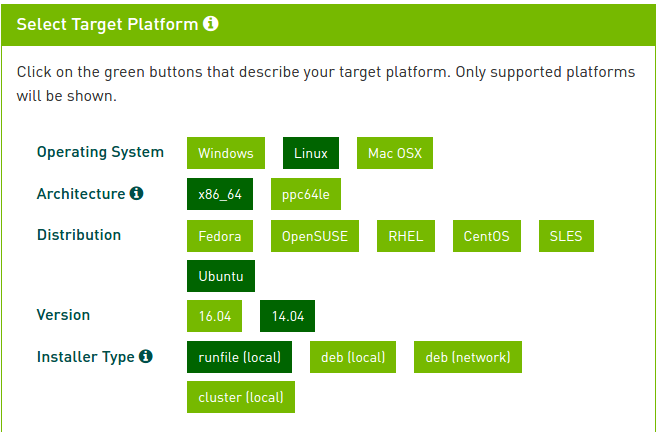 Select Target Platform
Click on the green buttons that describe your target platform. Only supported platforms
will be shown.
Operating System Windows Linux Mac OSX
Architecture x86_64 ppc64le
Distribution Fedora OpenSUSE RHEL CentOS SLES
Ubuntu
Version 16.04 14.04
Installer Type runfile (local) deb (local) deb (network)
cluster (local)